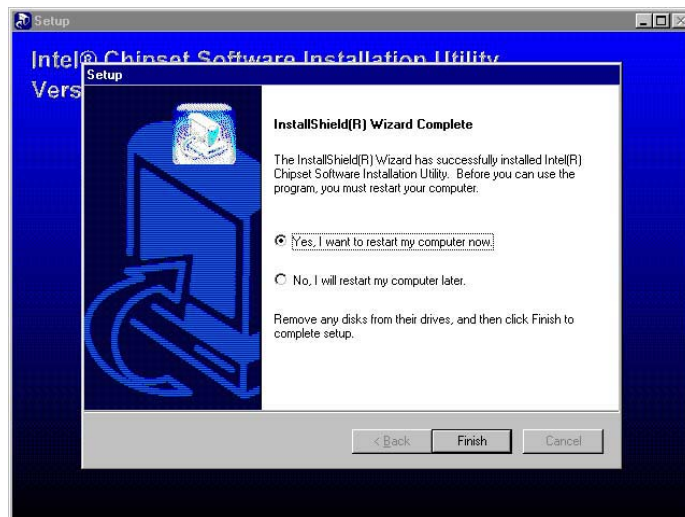 Setup
Intel® Chipset Software Installation Utility
Vers
Setup
InstallShield(R) Wizard Complete
The InstallShield(R) Wizard has successfully installed Intel(R)
Chipset Software Installation Utility. Before you can use the
program, you must restart your computer.
Yes, I want to restart my computer now.
No, I will restart my computer later.
Remove any disks from their drives, and then click Finish to
complete setup.
< Back Finish Cancel